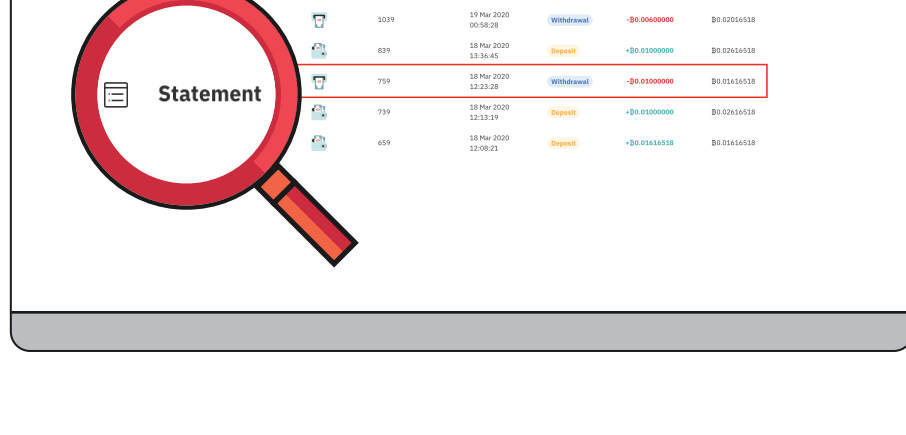 1039 19 Mar 2020 00:58:28 Withdrawal -₿0.00600000 ₿0.02016518
839 18 Mar 2020 13:36:45 Deposit +₿0.01000000 ₿0.02616518
Statement
759 18 Mar 2020 12:23:28 Withdrawal -₿0.01000000 ₿0.01616518
739 18 Mar 2020 12:13:19 Deposit +₿0.01000000 ₿0.02616518
659 18 Mar 2020 12:08:21 Deposit +₿0.01616518 ₿0.01616518